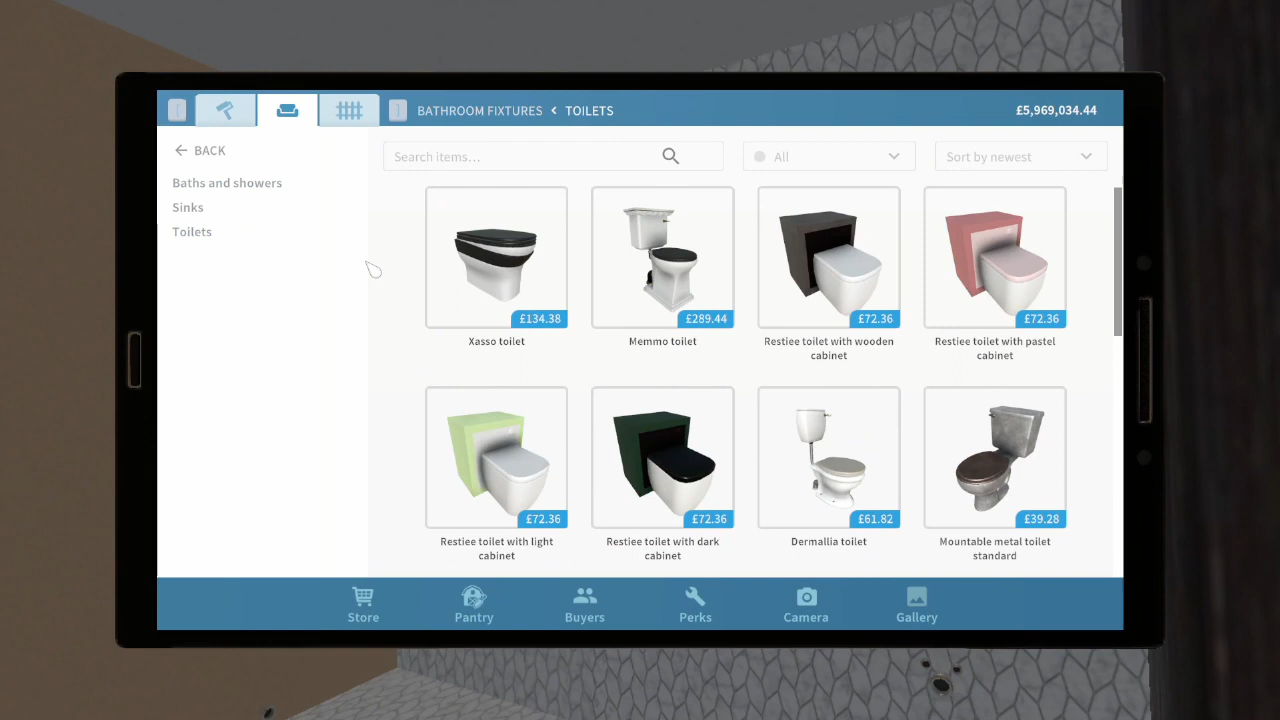 BATHROOM FIXTURES < TOILETS
£5,969,034.44
BACK
Search items...
All
Sort by newest
Baths and showers
Sinks
Toilets
£134.38
£289.44
£72.36
£72.36
Xasso toilet
Memmo toilet
Restiee toilet with wooden
cabinet
Restiee toilet with pastel
cabinet
£72.36
£72.36
£61.82
£39.28
Restiee toilet with light
cabinet
Restiee toilet with dark
cabinet
Dermallia toilet
Mountable metal toilet
standard
Store
Pantry
Buyers
Perks
Camera
Gallery